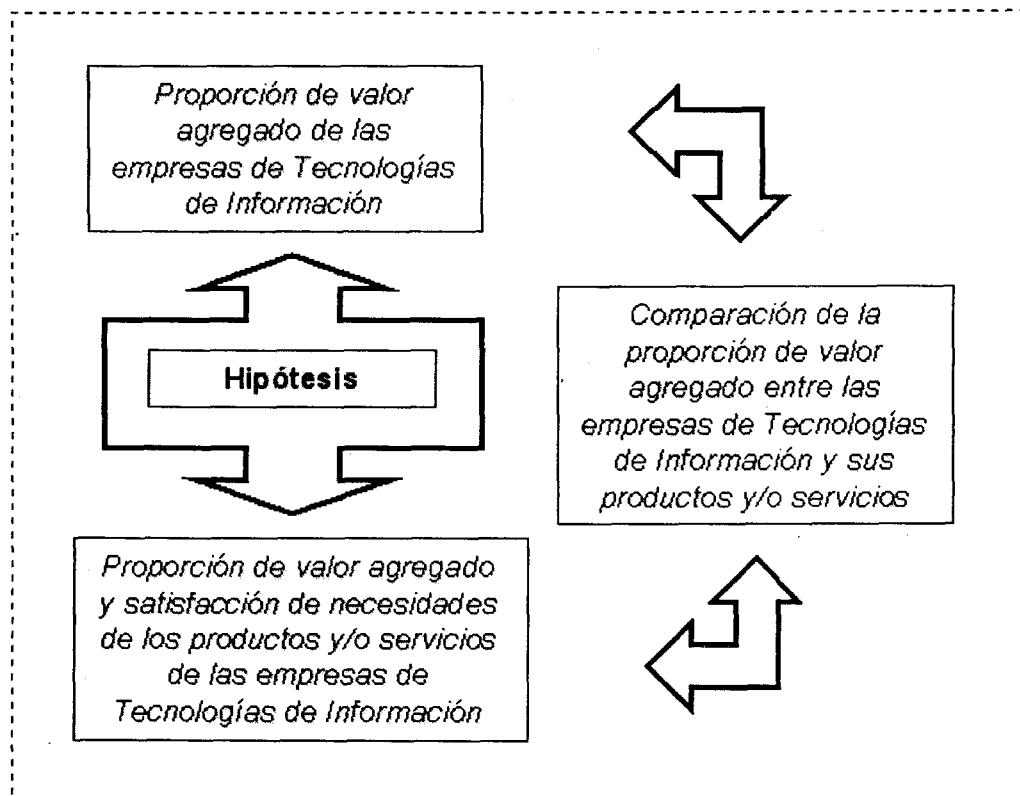 Proporción de valor
agregado de las
empresas de Tecnologías
de Información
Hipótesis
Comparación de la
proporción de valor
agregado entre las
empresas de Tecnologías
de Información y sus
productos y/o servicios
Proporción de valor agregado
y satisfacción de necesidades
de los productos y/o servicios
de las empresas de
Tecnologías de Información